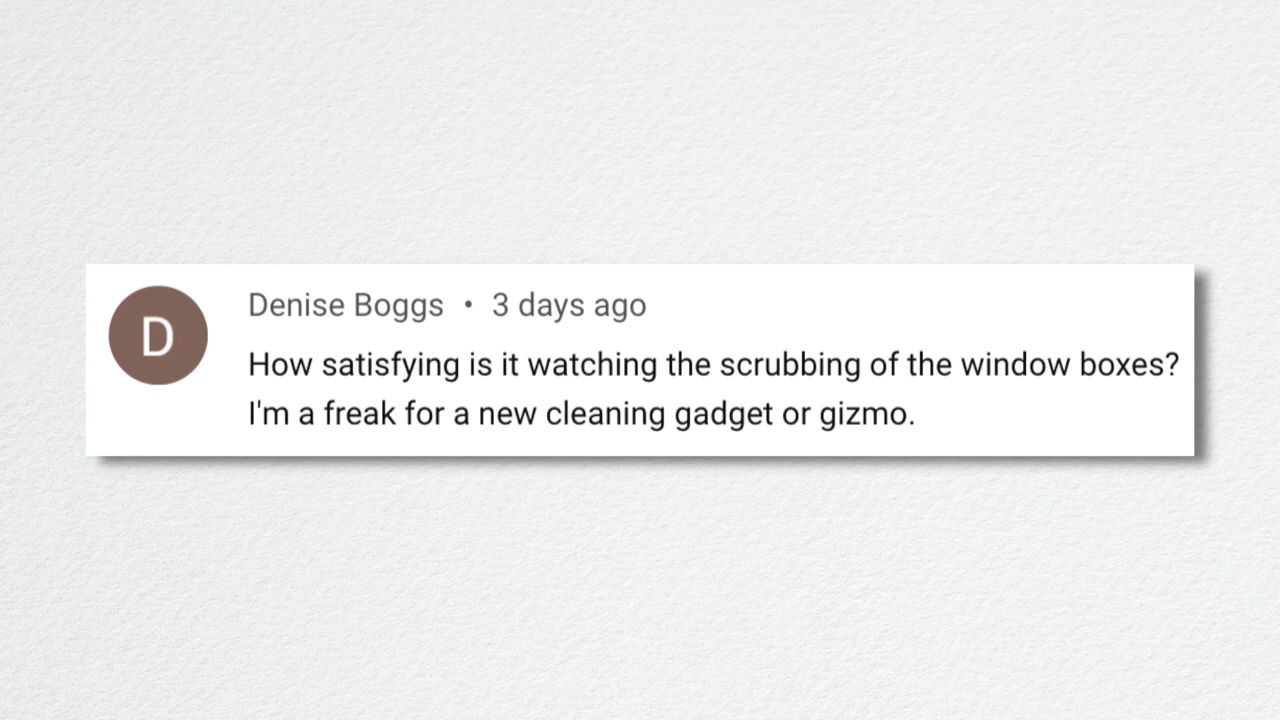 D
Denise Boggs • 3 days ago
How satisfying is it watching the scrubbing of the window boxes?
I'm a freak for a new cleaning gadget or gizmo.